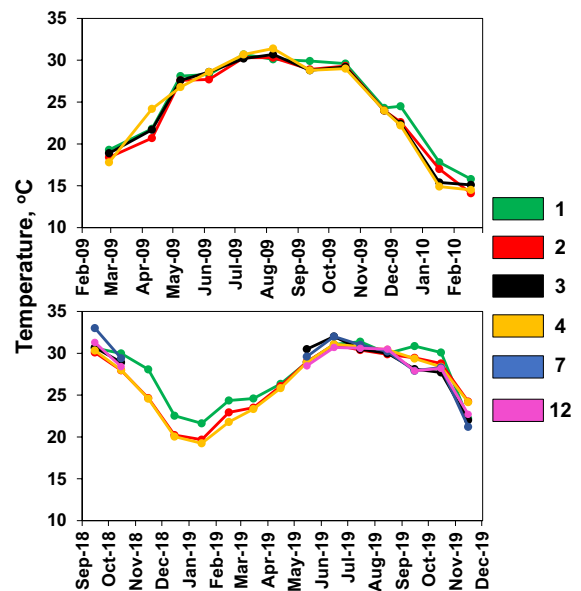 Temperature, ºC
35
30
25
20
15
10
Feb-09
Mar-09
Apr-09
May-09
Jun-09
Jul-09
Aug-09
Sep-09
Oct-09
Nov-09
Dec-09
Jan-10
Feb-10
35
30
25
20
15
10
Sep-18
Oct-18
Nov-18
Dec-18
Jan-19
Feb-19
Mar-19
Apr-19
May-19
Jun-19
Jul-19
Aug-19
Sep-19
Oct-19
Nov-19
Dec-19
1
2
3
4
7
12